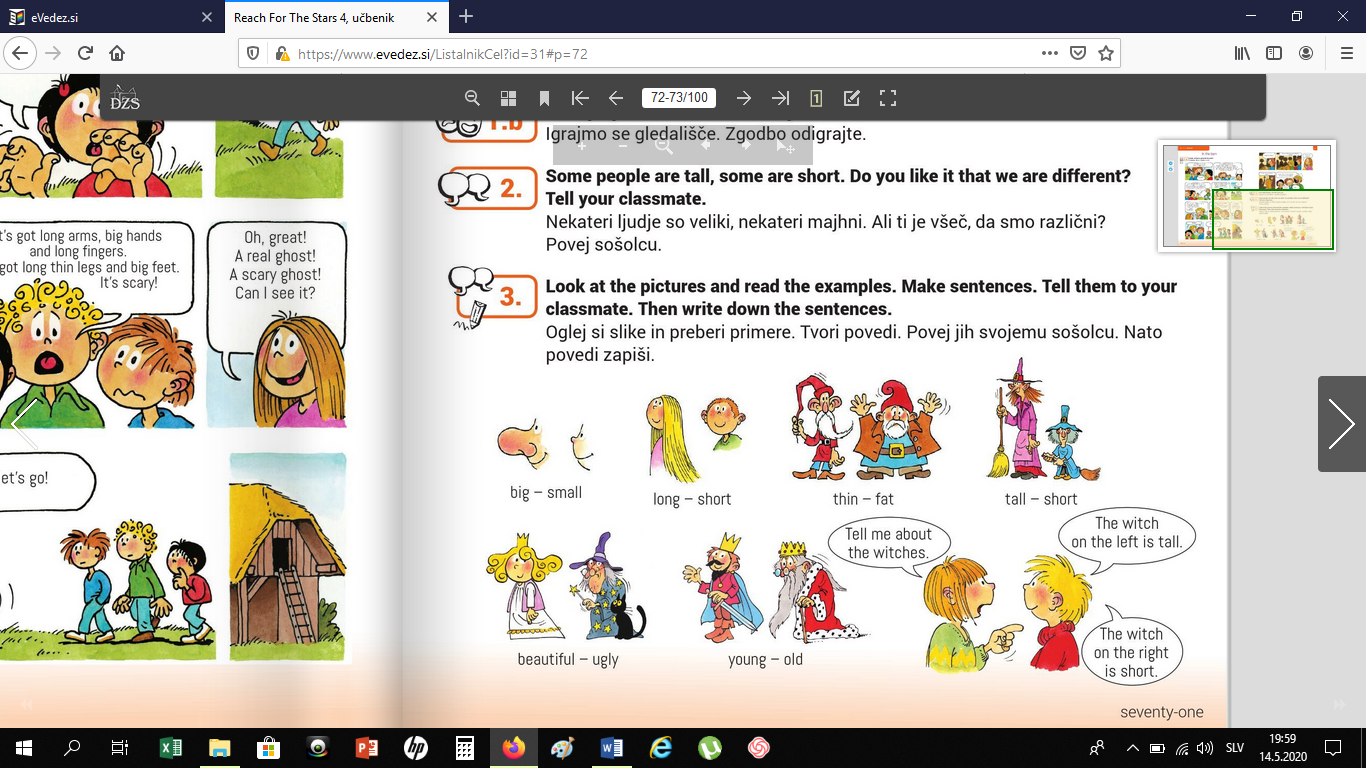 eVedez.si
Reach For The Stars 4, učbenik
https://www.evedez.si/ListalnikCel?id=31#p=72
DZS
72-73/100
1
1.b
Igrajmo se gledališče. Zgodbo odigrajte.
2.
Some people are tall, some are short. Do you like it that we are different?
Tell your classmate.
Nekateri ljudje so veliki, nekateri majhni. Ali ti je všeč, da smo različni?
Povej sošolcu.
3.
Look at the pictures and read the examples. Make sentences. Tell them to your
classmate. Then write down the sentences.
Oglej si slike in preberi primere. Tvori povedi. Povej jih svojemu sošolcu. Nato
povedi zapiši.
t's got long arms, big hands
and long fingers.
got long thin legs and big feet.
It's scary!
Oh, great!
A real ghost!
A scary ghost!
Can I see it?
et's go!
big – small
long – short
thin – fat
tall – short
beautiful – ugly
young – old
Tell me about
the witches.
The witch
on the left is tall.
The witch
on the right
is short.
seventy-one
SLV
19:59
14.5.2020